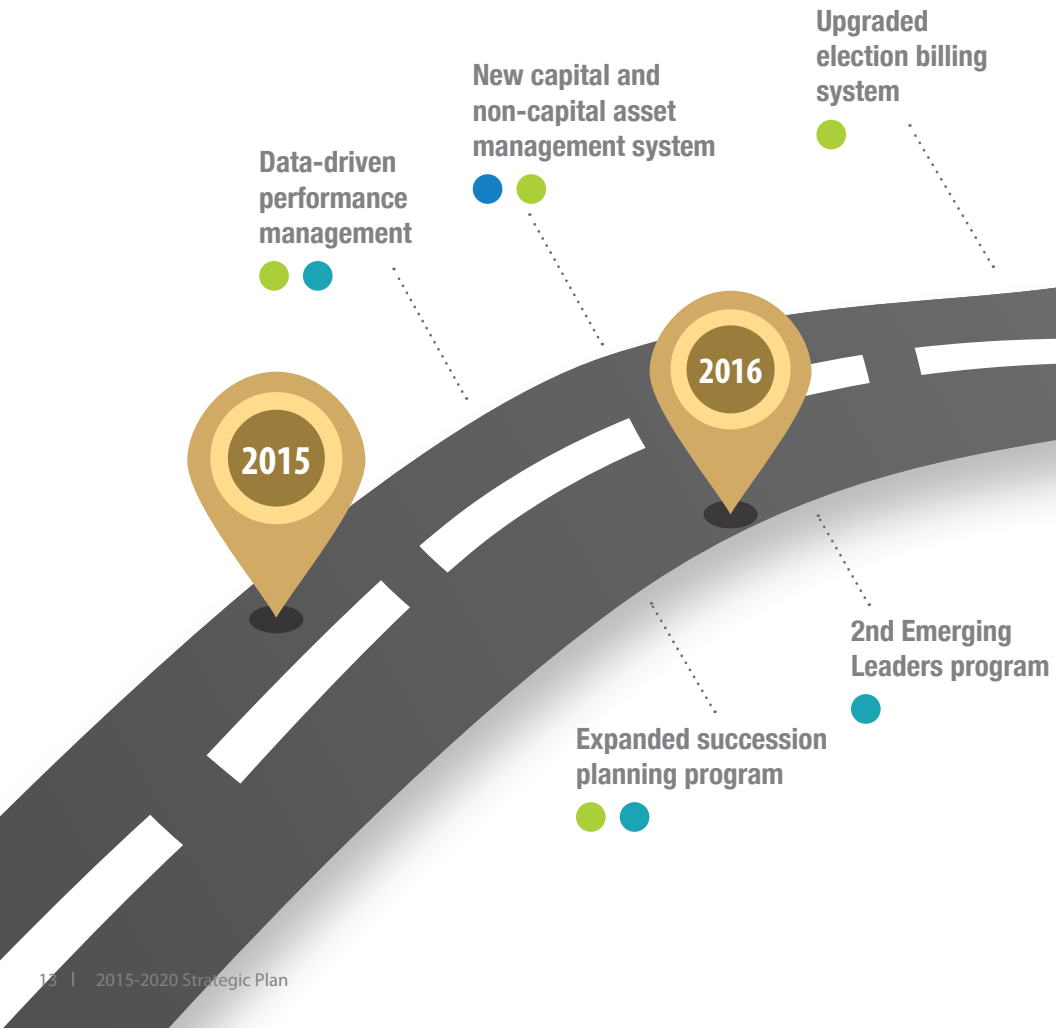 Upgraded
election billing
system
New capital and
non-capital asset
management system
Data-driven
performance
management
2015
2016
2nd Emerging
Leaders program
Expanded succession
planning program
13 | 2015-2020 Strategic Plan